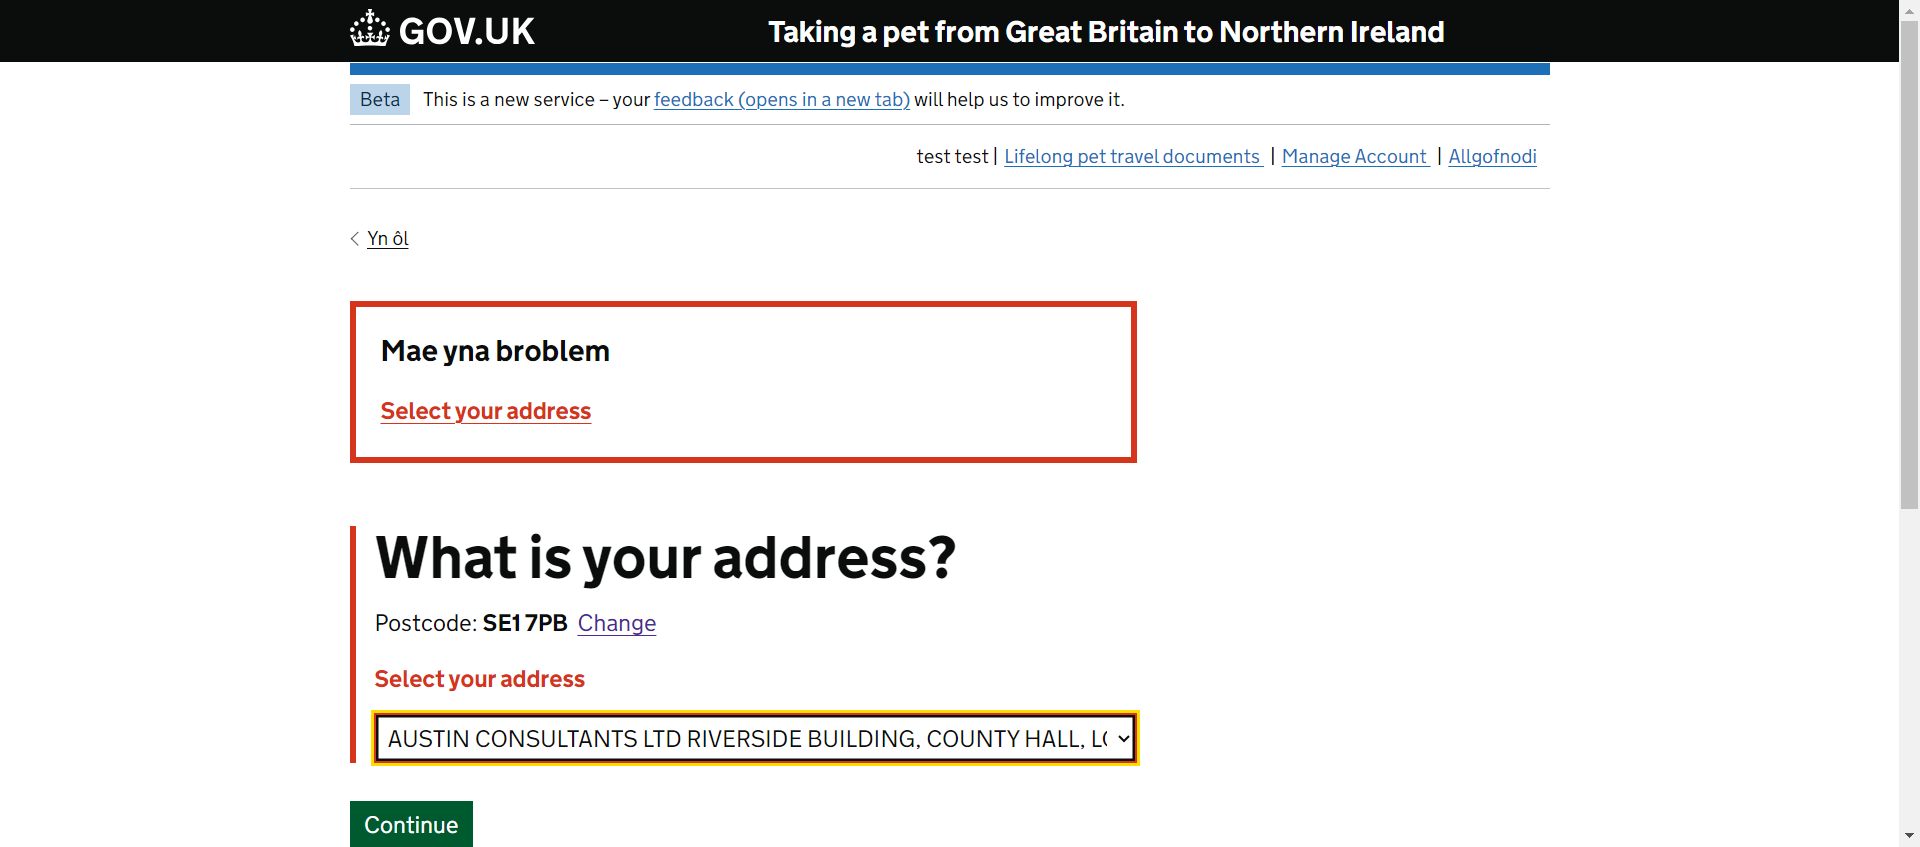 GOV.UK
Taking a pet from Great Britain to Northern Ireland
Beta This is a new service – your feedback (opens in a new tab) will help us to improve it.
test test | Lifelong pet travel documents | Manage Account | Allgofnodi
Yn ôl
Mae yna broblem
Select your address
What is your address?
Postcode: SE17PB Change
Select your address
AUSTIN CONSULTANTS LTD RIVERSIDE BUILDING, COUNTY HALL,
Continue